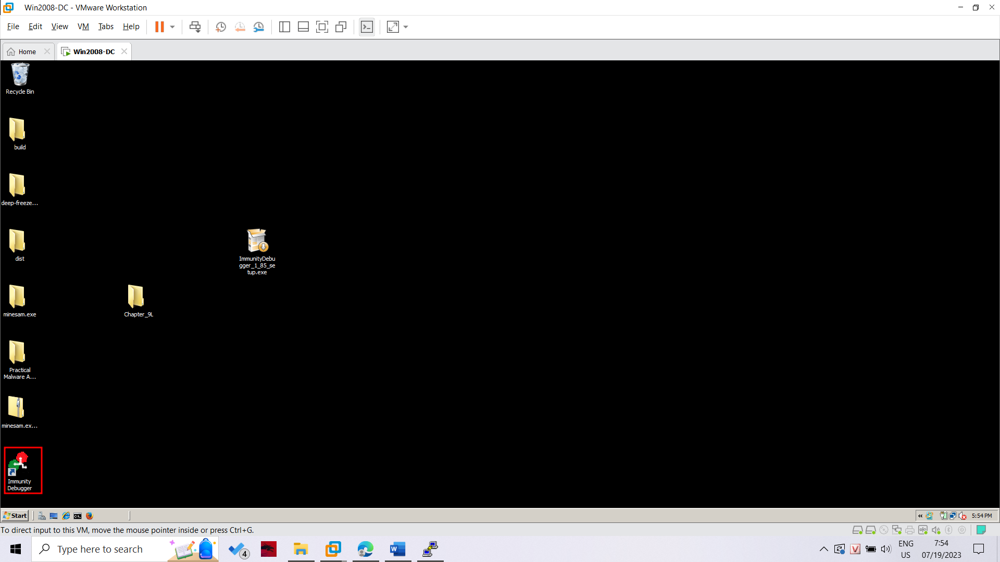 Win2008-DC - VMware Workstation
File Edit View VM Tabs Help
Home
Win2008-DC
Recycle Bin
build
deep-freeze...
dist
ImmunityDebu
gger_1_85_se
tup.exe
minesam.exe
Chapter_9L
Practical
Malware A...
minesam.ex...
Immunity
Debugger
Start
5:54 PM
To direct input to this VM, move the mouse pointer inside or press Ctrl+G.
Type here to search
4
ENG
US
7:54
07/19/2023